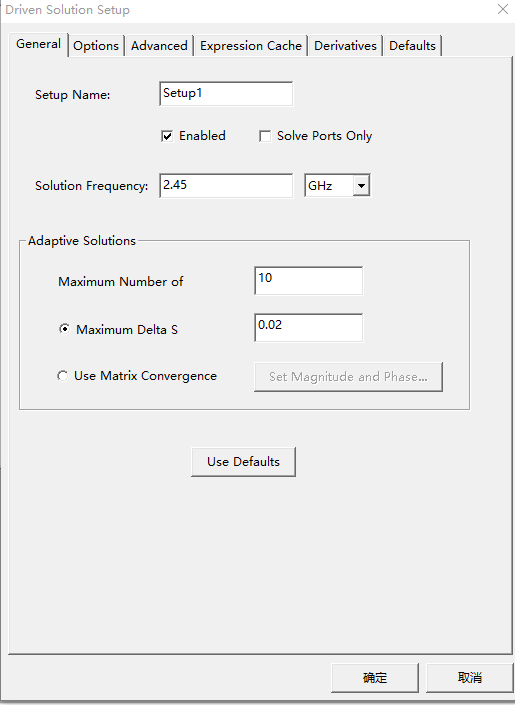 Driven Solution Setup
General Options Advanced Expression Cache Derivatives Defaults
Setup Name: Setup1
Enabled Solve Ports Only
Solution Frequency: 2.45 GHz
Adaptive Solutions
Maximum Number of 10
Maximum Delta S 0.02
Use Matrix Convergence Set Magnitude and Phase...
Use Defaults
确定 取消